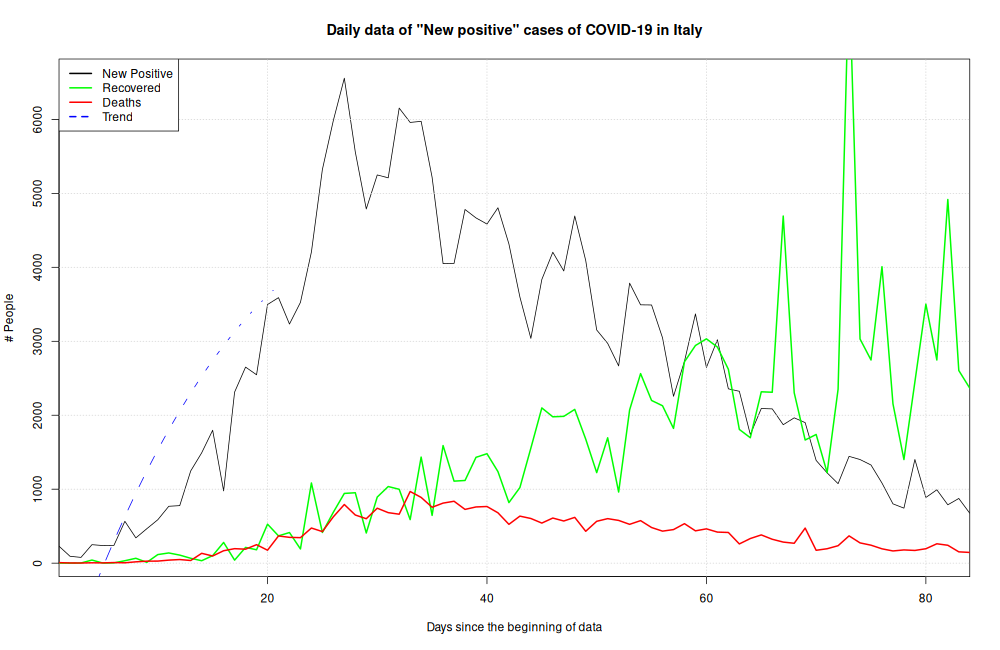 Daily data of "New positive" cases of COVID-19 in Italy
New Positive
Recovered
Deaths
Trend
# People
6000
5000
4000
3000
2000
1000
0
20 40 60 80
Days since the beginning of data